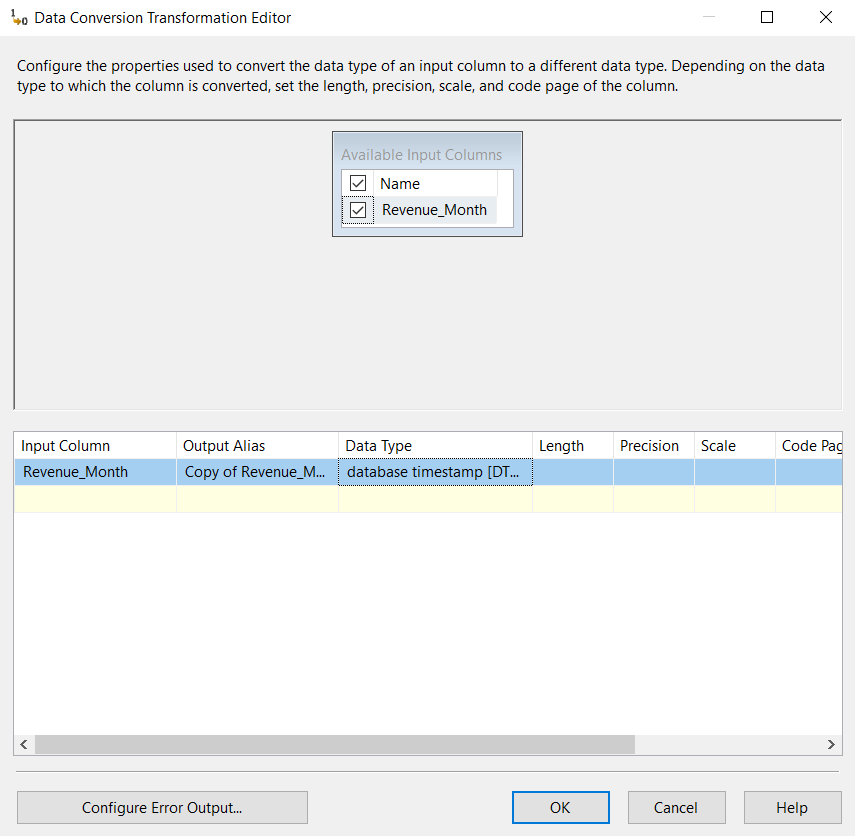 Data Conversion Transformation Editor
Configure the properties used to convert the data type of an input column to a different data type. Depending on the data
type to which the column is converted, set the length, precision, scale, and code page of the column.
Available Input Columns
Name
Revenue_Month
Input Column Output Alias Data Type Length Precision Scale Code Pag
Revenue_Month Copy of Revenue_M... database timestamp [DT...
Configure Error Output... OK Cancel Help